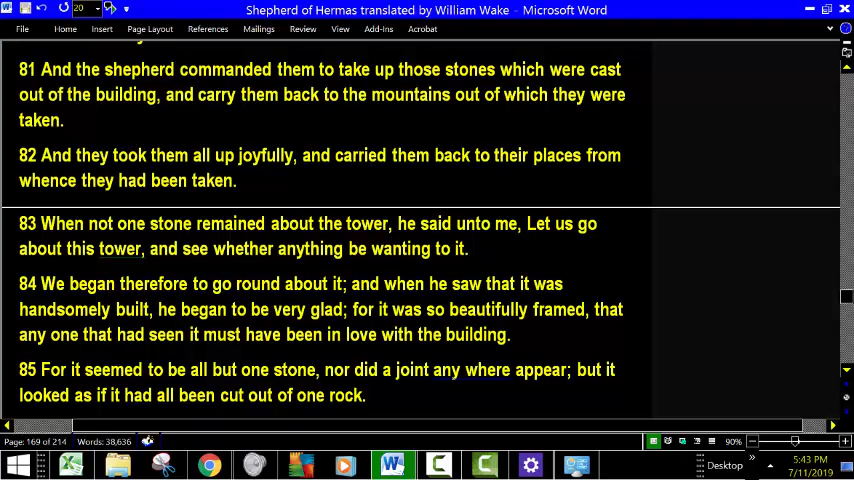 20
Shepherd of Hermas translated by William Wake - Microsoft Word
File Home Insert Page Layout References Mailings Review View Add-Ins Acrobat
81 And the shepherd commanded them to take up those stones which were cast
out of the building, and carry them back to the mountains out of which they were
taken.
82 And they took them all up joyfully, and carried them back to their places from
whence they had been taken.
83 When not one stone remained about the tower, he said unto me, Let us go
about this tower, and see whether anything be wanting to it.
84 We began therefore to go round about it; and when he saw that it was
handsomely built, he began to be very glad; for it was so beautifully framed, that
any one that had seen it must have been in love with the building.
85 For it seemed to be all but one stone, nor did a joint any where appear; but it
looked as if it had all been cut out of one rock.
Page: 169 of 214 Words: 38,636 90%
Desktop
5:43 PM
7/11/2019